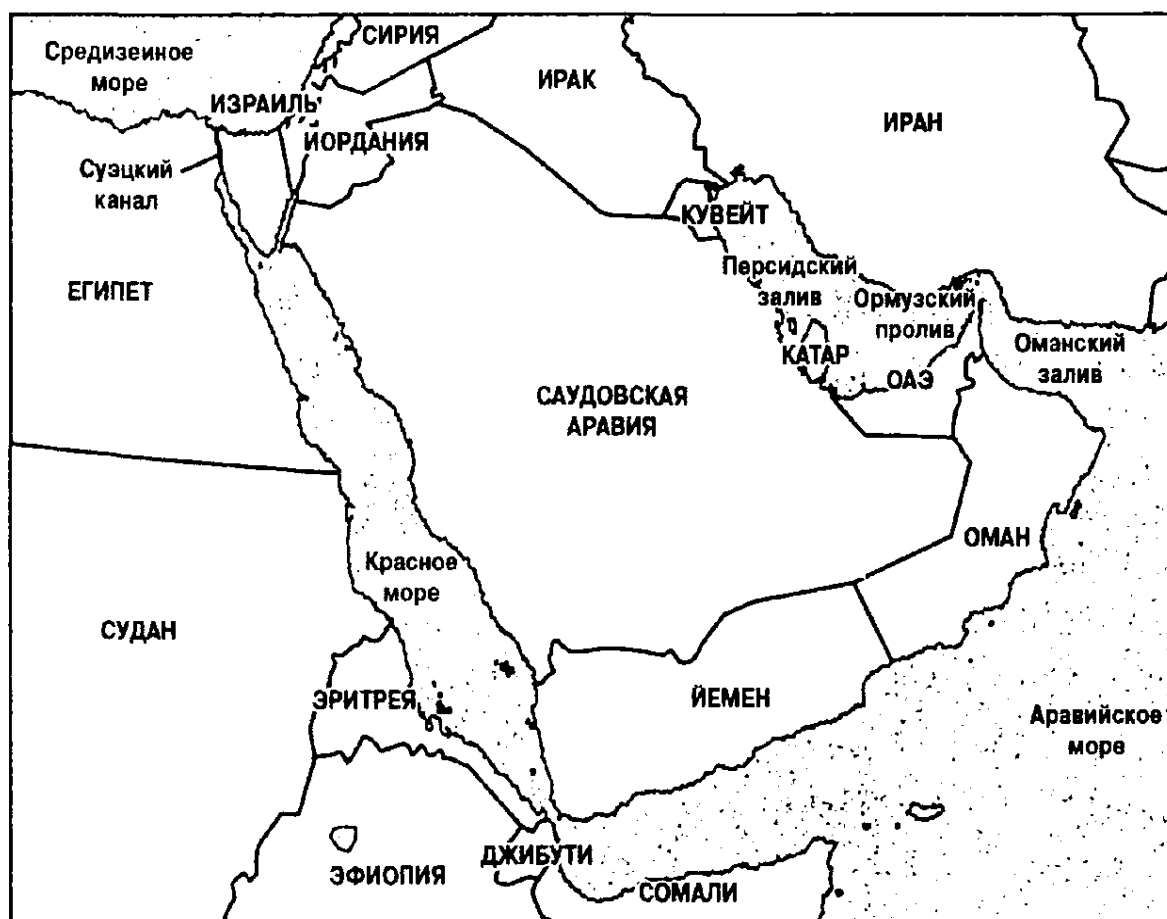 СИРИЯ
Средизеиное
море
ИРАК
ИЗРАИЛЬ
ИРАН
ИОРДАНИЯ
Суэцкий
канал
КУВЕЙТ
Персидский
залив
ЕГИПЕТ
Ормузский
пролив
Оманский
залив
КАТАР
ОАЭ
САУДОВСКАЯ
АРАВИЯ
ОМАН
Красное
море
СУДАН
ЭРИТРЕЯ
ЙЕМЕН
Аравийское
море
ДЖИБУТИ
ЭФИОПИЯ
СОМАЛИ